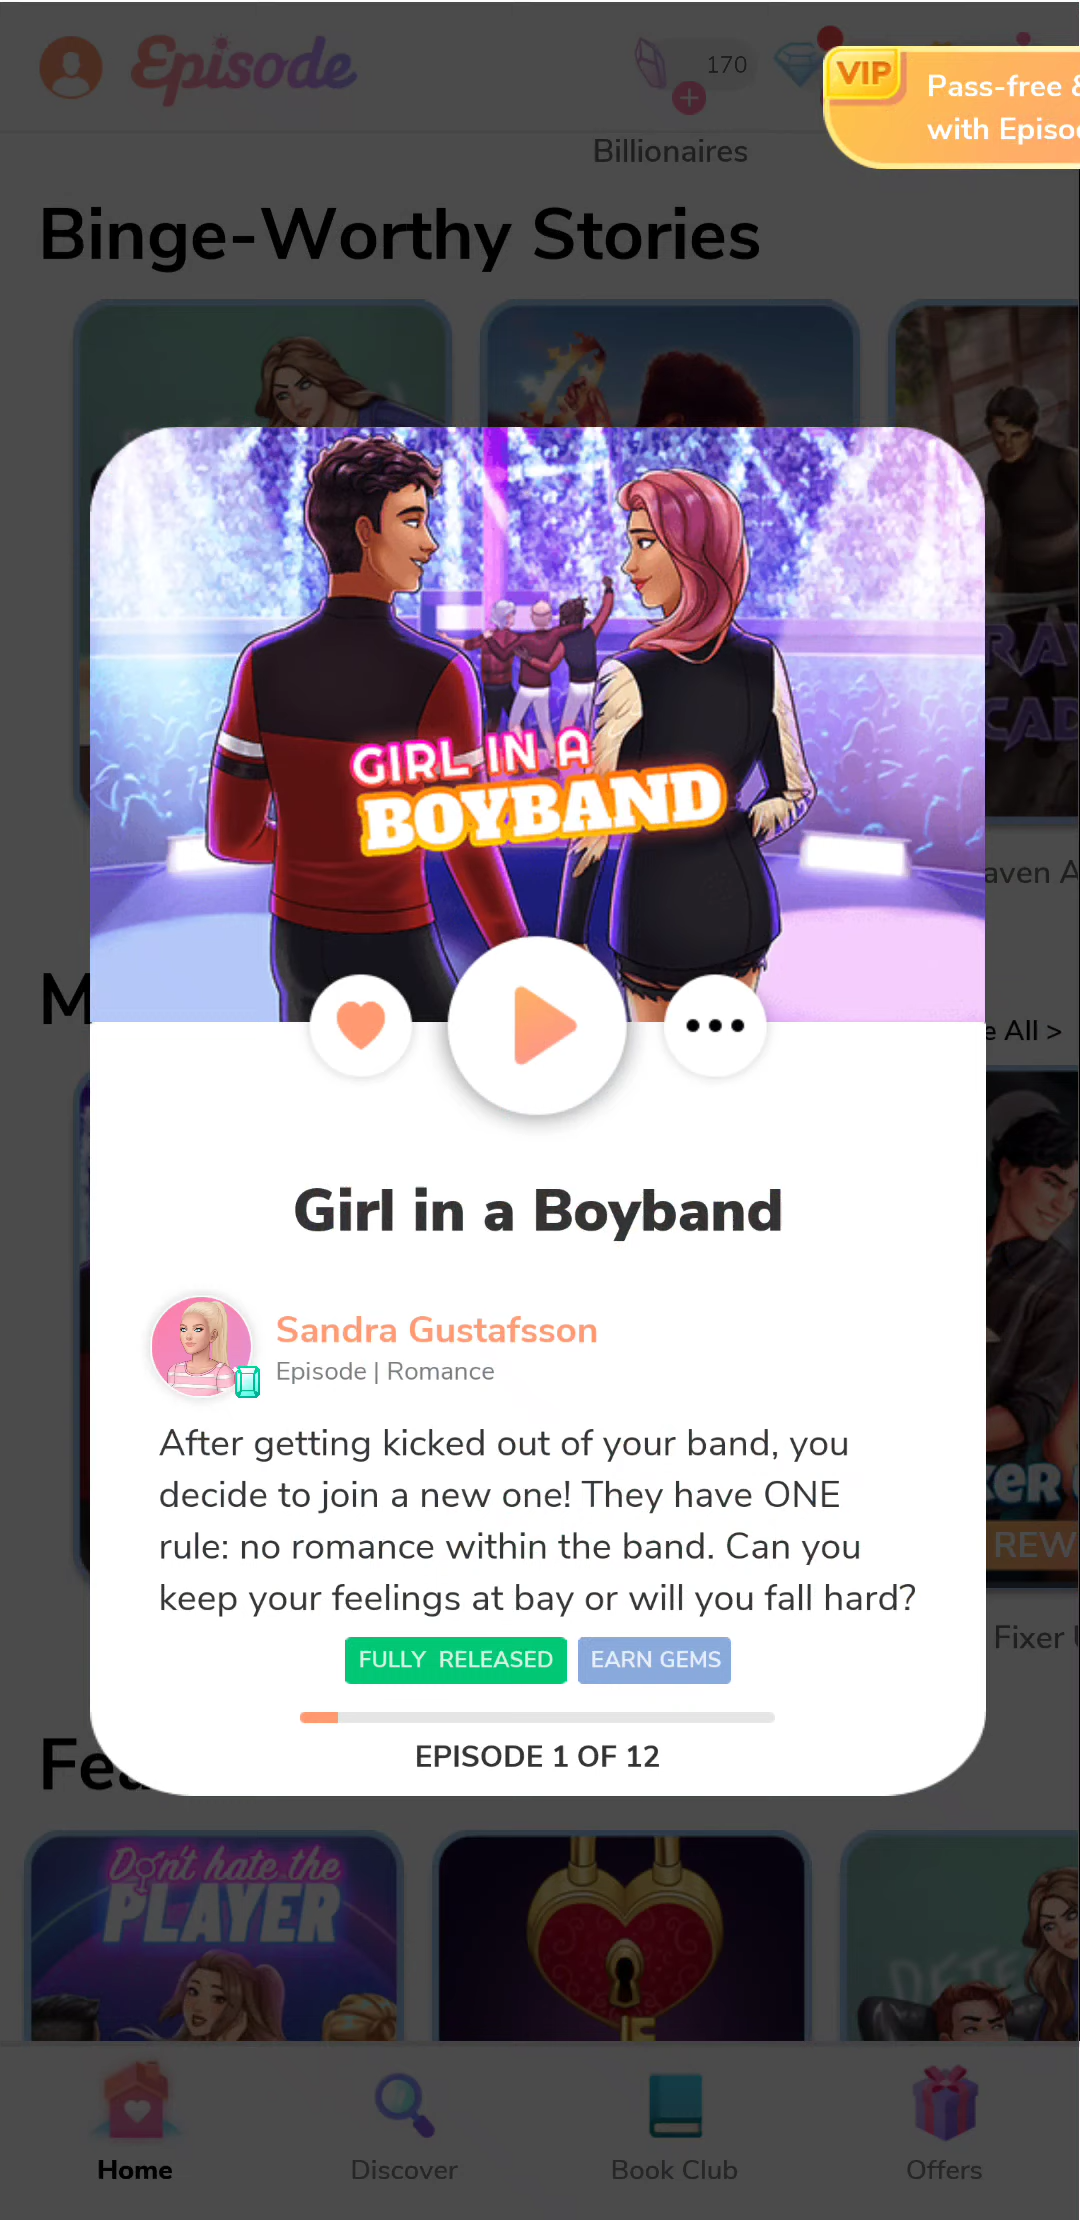 Episode
170
VIP
Pass-free &
with Episo
Billionaires
Binge-Worthy Stories
GIRL IN A
BOYBAND
aven A
e All >
Girl in a Boyband
Sandra Gustafsson
Episode | Romance
After getting kicked out of your band, you
decide to join a new one! They have ONE
rule: no romance within the band. Can you
keep your feelings at bay or will you fall hard?
REW
Fixer
FULLY RELEASED
EARN GEMS
EPISODE 1 OF 12
Fea
Don't hate the
PLAYER
DETE
Home
Discover
Book Club
Offers